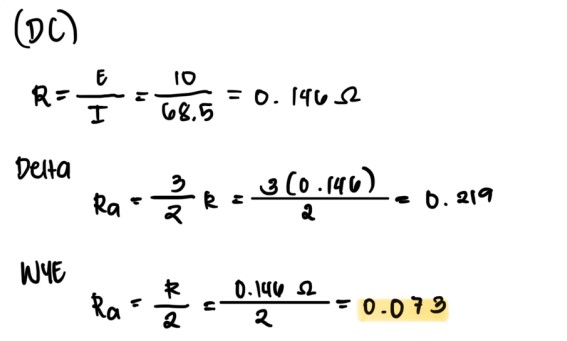 (DC)
R = E / I = 10 / 68.5 = 0.146 Ω
Delta
Ra = 3 / 2 R = 3 (0.146) / 2 = 0.219
WYE
Ra = R / 2 = 0.146 Ω / 2 = 0.073